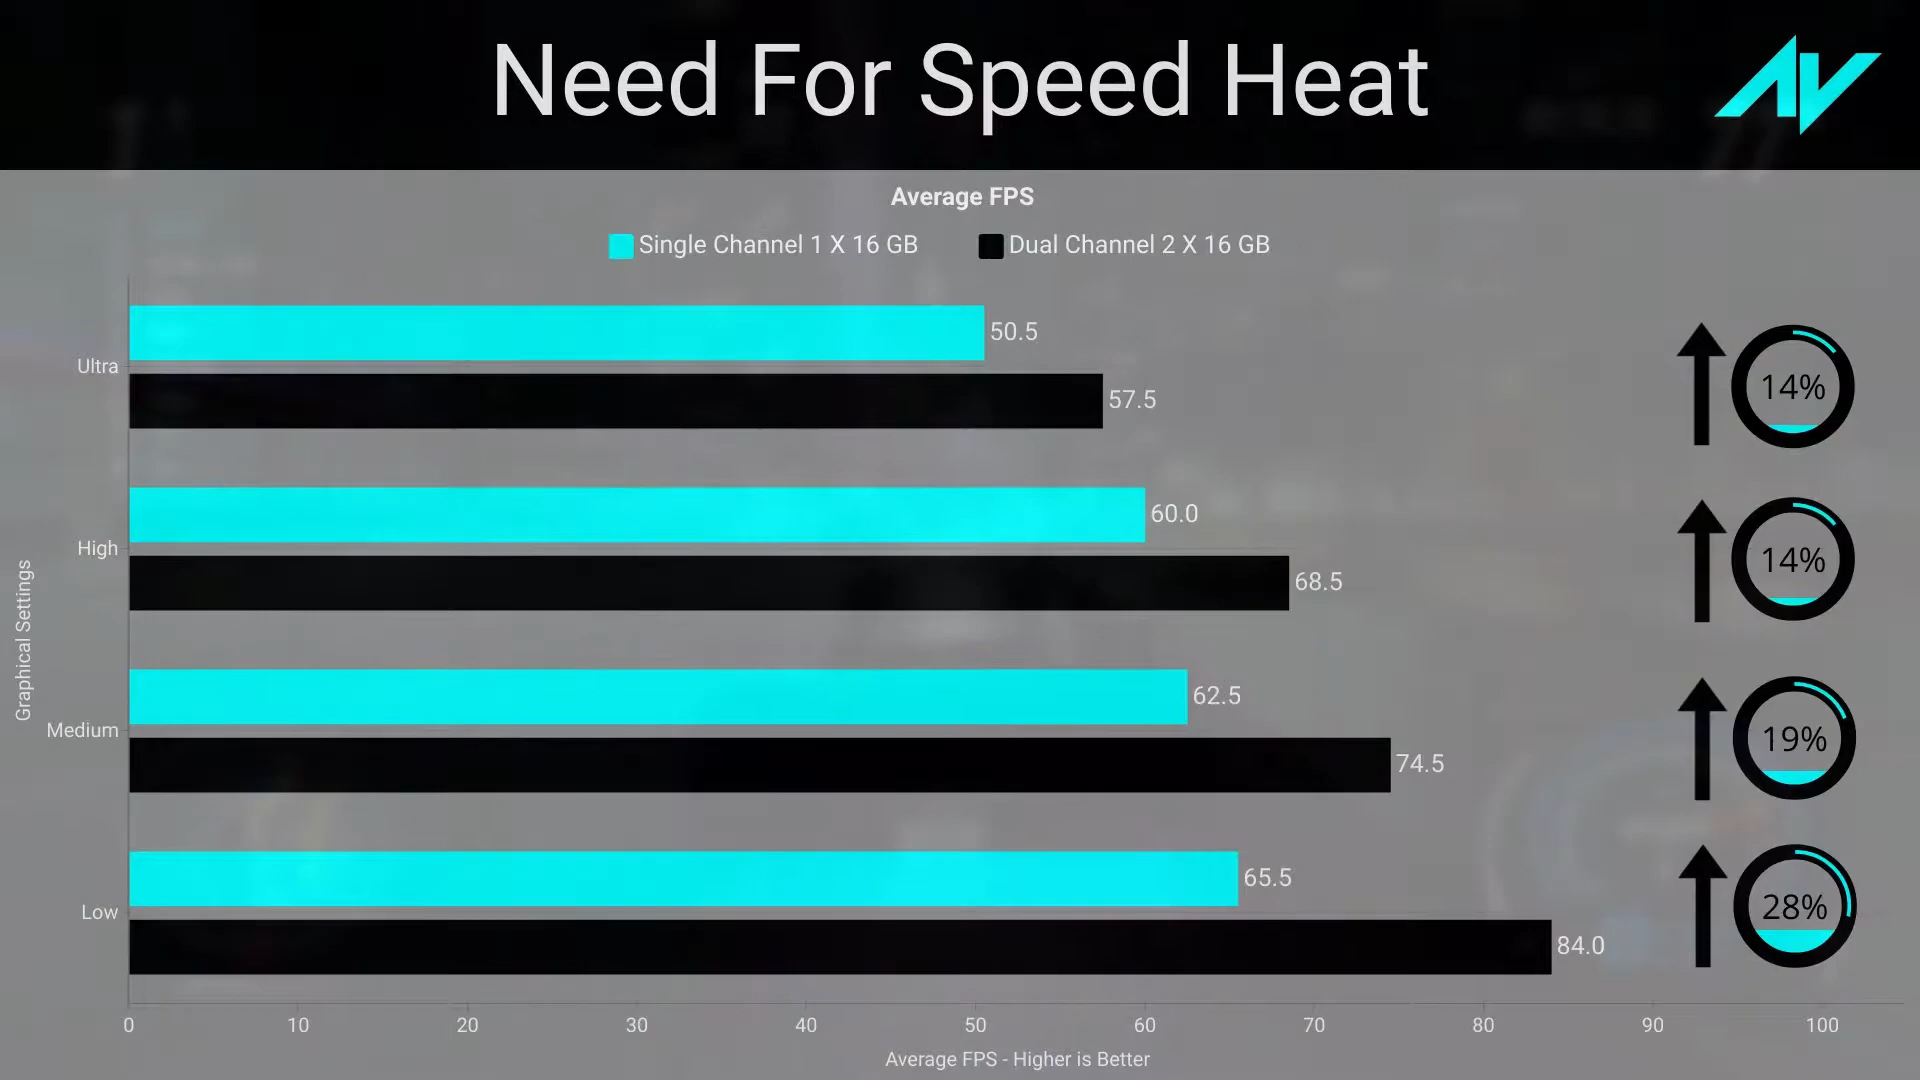 Need For Speed Heat
Average FPS
Single Channel 1 X 16 GB
Dual Channel 2 X 16 GB
Graphical Settings
Ultra
50.5
57.5
14%
High
60.0
68.5
14%
Medium
62.5
74.5
19%
Low
65.5
84.0
28%
0 10 20 30 40 50 60 70 80 90 100
Average FPS - Higher is Better